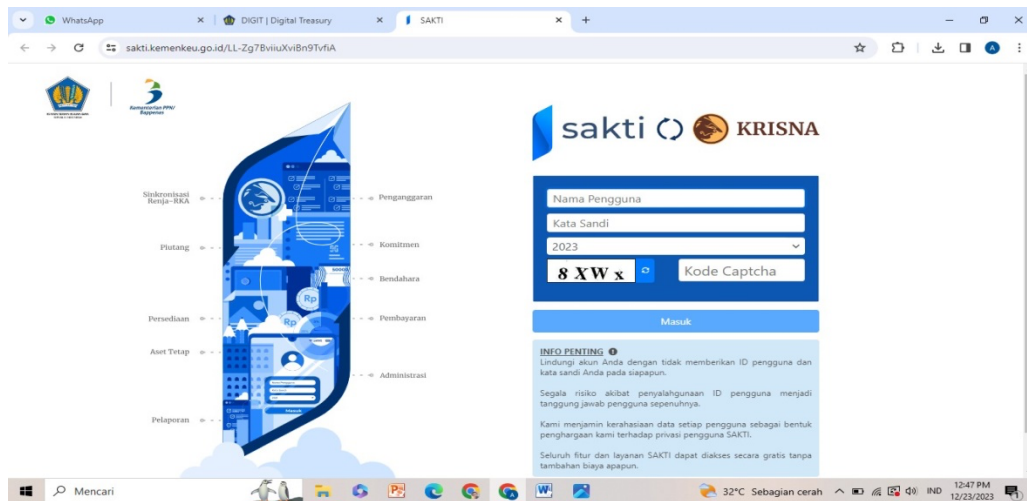 WhatsApp
DIGIT | Digital Treasury
SAKTI
sakti.kemenkeu.go.id/LL-Zg7BviiuXviBn9TvfiA
A
Kementerian PPN/
Bappenas
Sinkronisasi
Renja-RKA
Piutang
Persediaan
Aset Tetap
Pelaporan
Penganggaran
Komitmen
Bendahara
Pembayaran
Administrasi
Rp
Rp
Masuk
sakti KRISNA
Nama Pengguna
Kata Sandi
2023
8 X W x
Kode Captcha
Masuk
INFO PENTING
Lindungi akun Anda dengan tidak memberikan ID pengguna dan
kata sandi Anda pada siapapun.
Segala risiko akibat penyalahgunaan ID pengguna menjadi
tanggung jawab pengguna sepenuhnya.
Kami menjamin kerahasiaan data setiap pengguna sebagai bentuk
penghargaan kami terhadap privasi pengguna SAKTI.
Seluruh fitur dan layanan SAKTI dapat diakses secara gratis tanpa
tambahan biaya apapun.
Mencari
32°C Sebagian cerah
IND
12:47 PM
12/23/2023